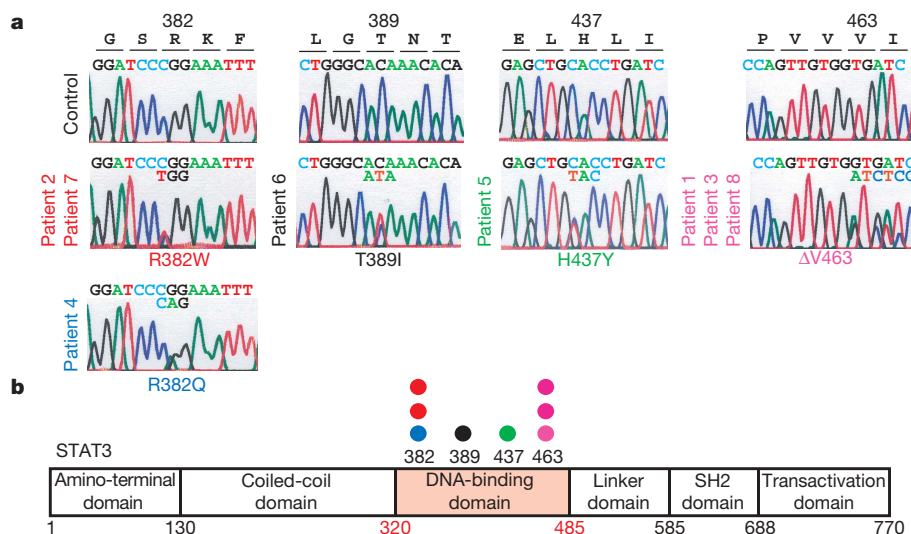 a
382 389 437 463
G S R K F L G T N T E L H L I P V V V I
GGATCCCGGAAATTT CTGGGCACAAACACA GAGCTGCACCTGATC CCAGTTGTGGTGATC
Control
Patient 2
Patient 7
GGATCCCGGAAATTT
TGG
R382W
Patient 6
CTGGGCACAAACACA
ATA
T389I
Patient 5
GAGCTGCACCTGATC
TAC
H437Y
Patient 1
Patient 3
Patient 8
CCAGTTGTGGTGATC
ATCTCC
ΔV463
Patient 4
GGATCCCGGAAATTT
CAG
R382Q
b
STAT3
382 389 437 463
Amino-terminal domain
Coiled-coil domain
DNA-binding domain
Linker domain
SH2 domain
Transactivation domain
1 130 320 485 585 688 770